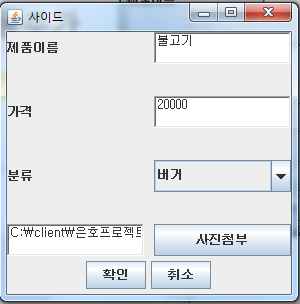 사이드
제품이름 불고기
가격 20000
분류 버거
C:\client\은호프로젝트 사진첨부
확인 취소